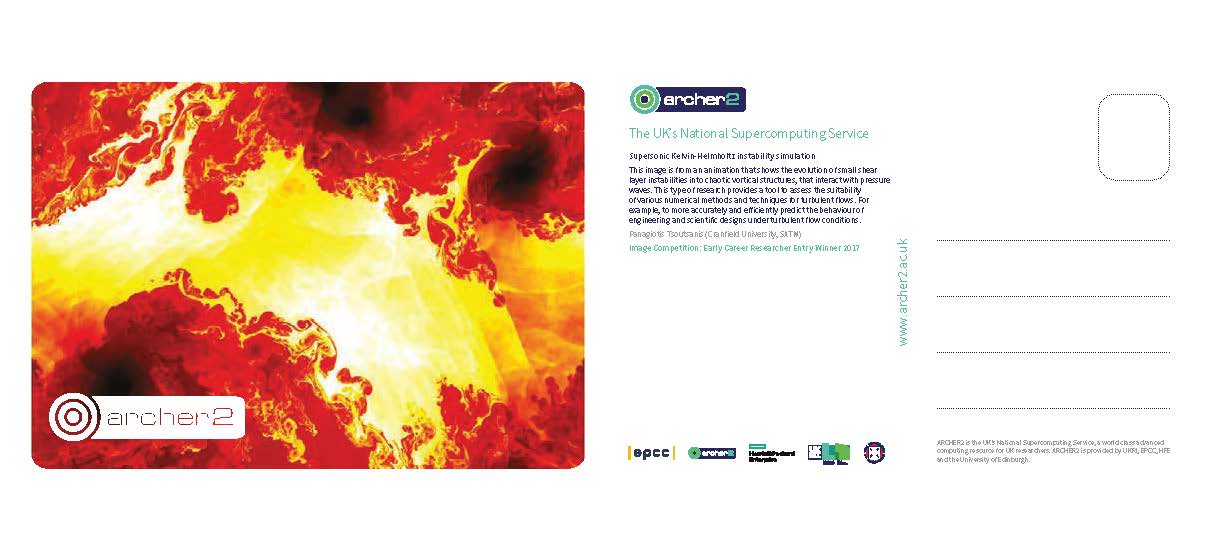 archer2
archer2
The UK's National Supercomputing Service
Supersonic Kelvin-Helmholtz instability simulation
This image is from an animation that shows the evolution of small shear
layer instabilities into chaotic vortical structures, that interact with pressure
waves. This type of research provides a tool to assess the suitability
of various numerical methods and techniques for turbulent flows. For
example, to more accurately and efficiently predict the behaviour of
engineering and scientific designs under turbulent flow conditions.
Panagiotis Tsoutsanis (Cranfield University, SATM)
Image Competition: Early Career Researcher Entry Winner 2017
www.archer2.ac.uk
epcc
archer2
Hewlett Packard
Enterprise
ARCHER2 is the UK's National Supercomputing Service, a world class advanced
computing resource for UK researchers. ARCHER2 is provided by UKRI, EPCC, HPE
and the University of Edinburgh.